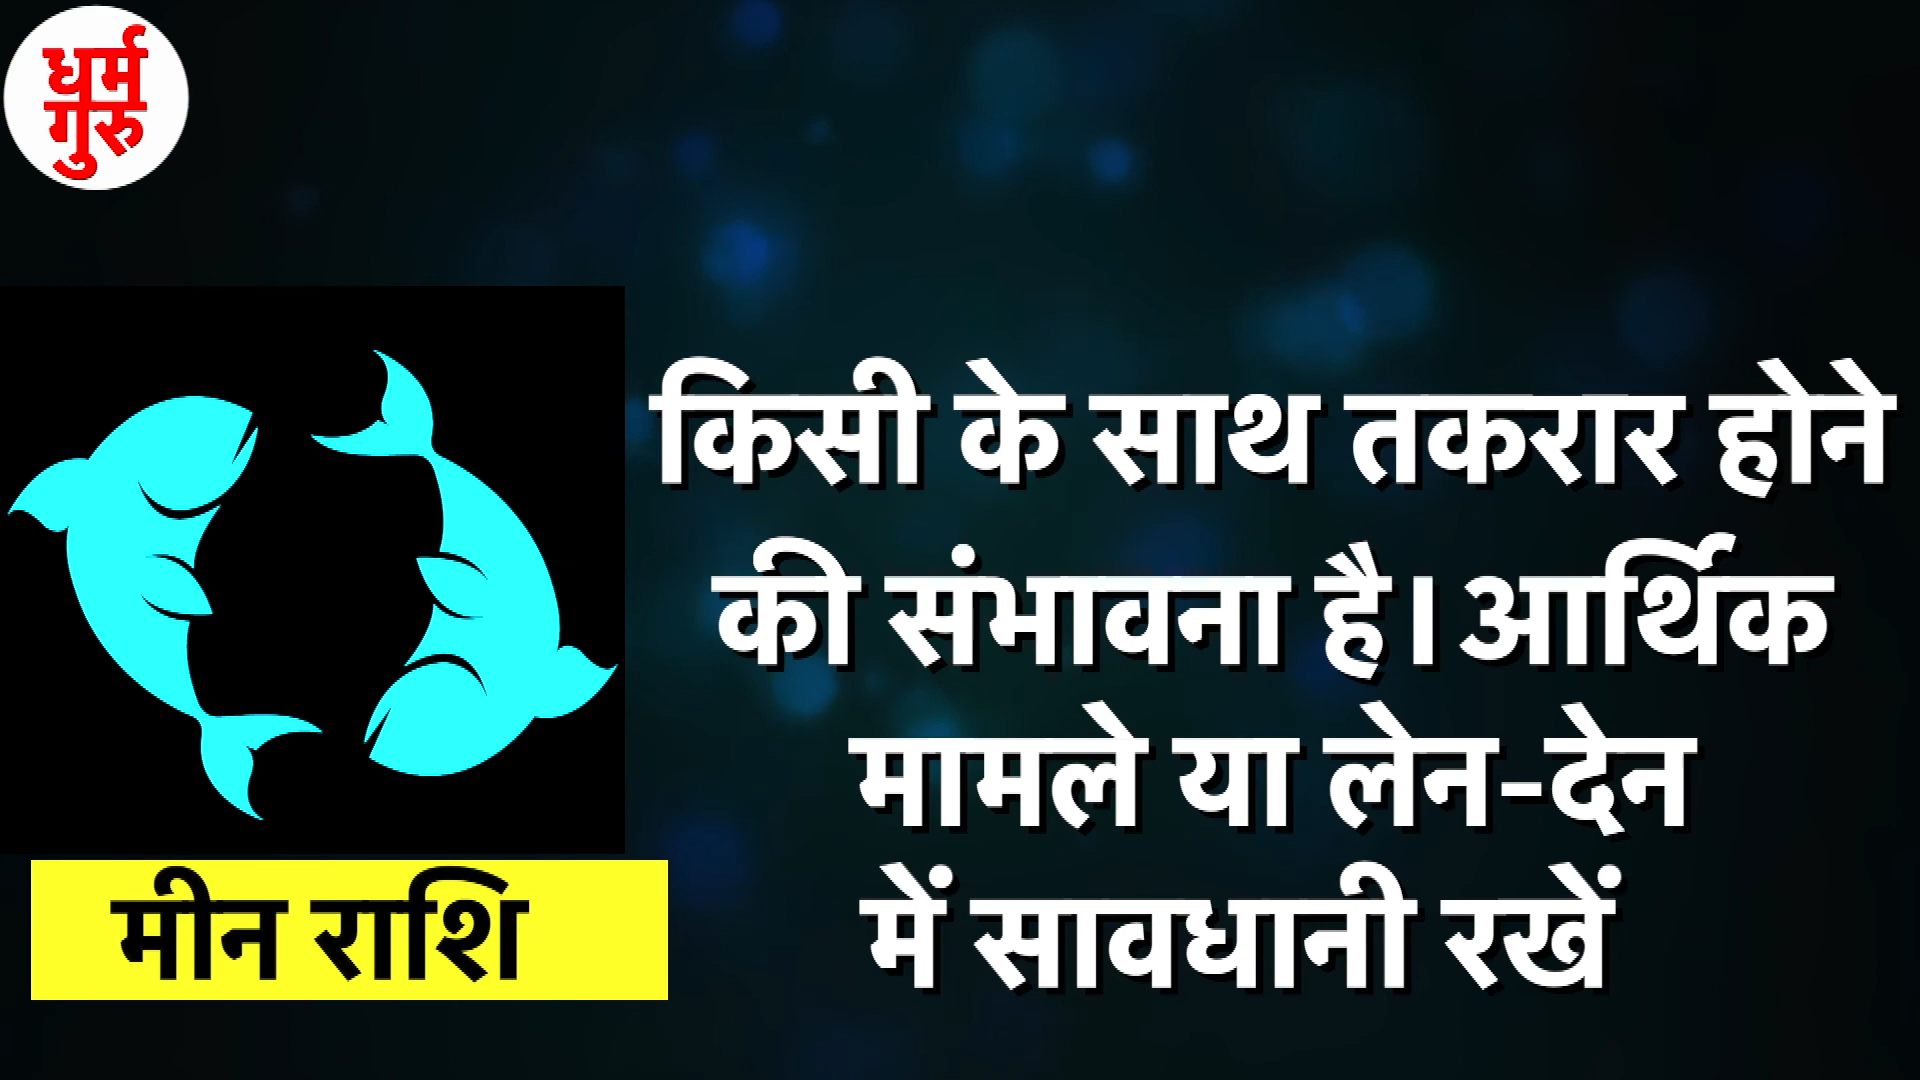 धर्म
गुरु
किसी के साथ तकरार होने
की संभावना है। आर्थिक
मामले या लेन-देन
में सावधानी रखें
मीन राशि